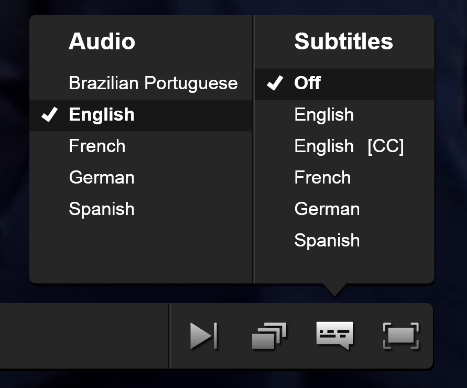 Audio
Brazilian Portuguese
English
French
German
Spanish
Subtitles
Off
English
English [CC]
French
German
Spanish